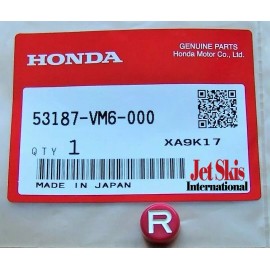 HONDA
GENUINE PARTS
Honda Motor Co., Ltd.
53187-VM6-000
QTY 1
XA9K17
MADE IN JAPAN
Jet Skis
International
R